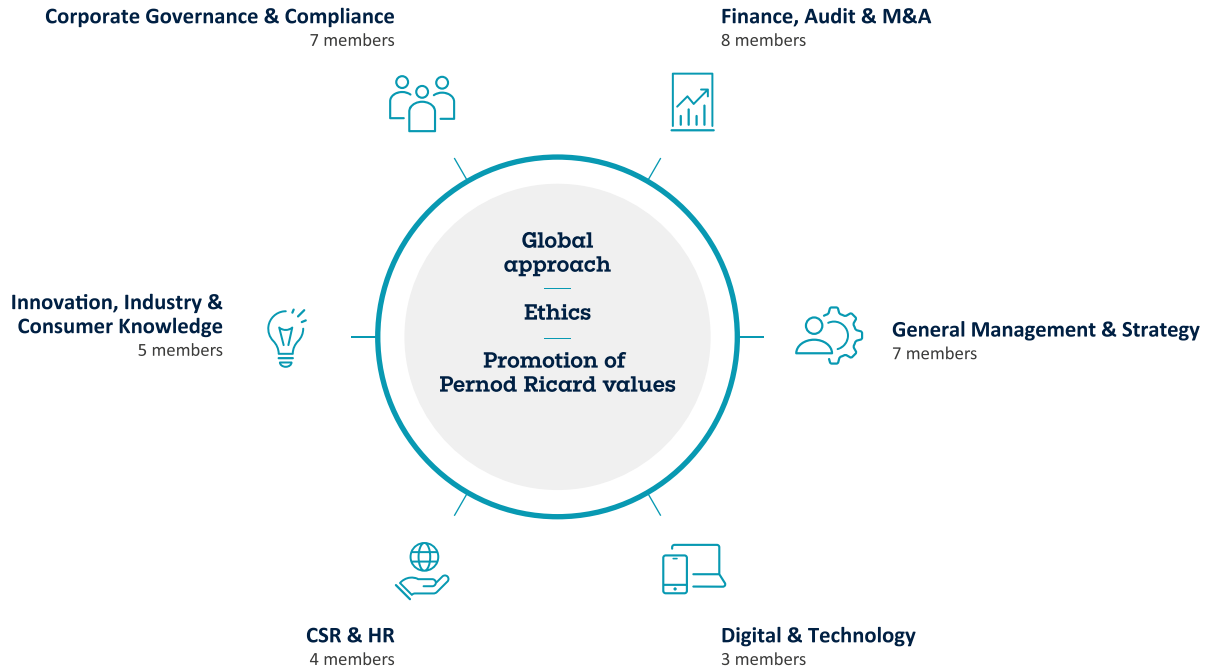 Corporate Governance & Compliance
7 members
Finance, Audit & M&A
8 members
Global
approach
Ethics
Promotion of
Pernod Ricard values
Innovation, Industry &
Consumer Knowledge
5 members
General Management & Strategy
7 members
CSR & HR
4 members
Digital & Technology
3 members